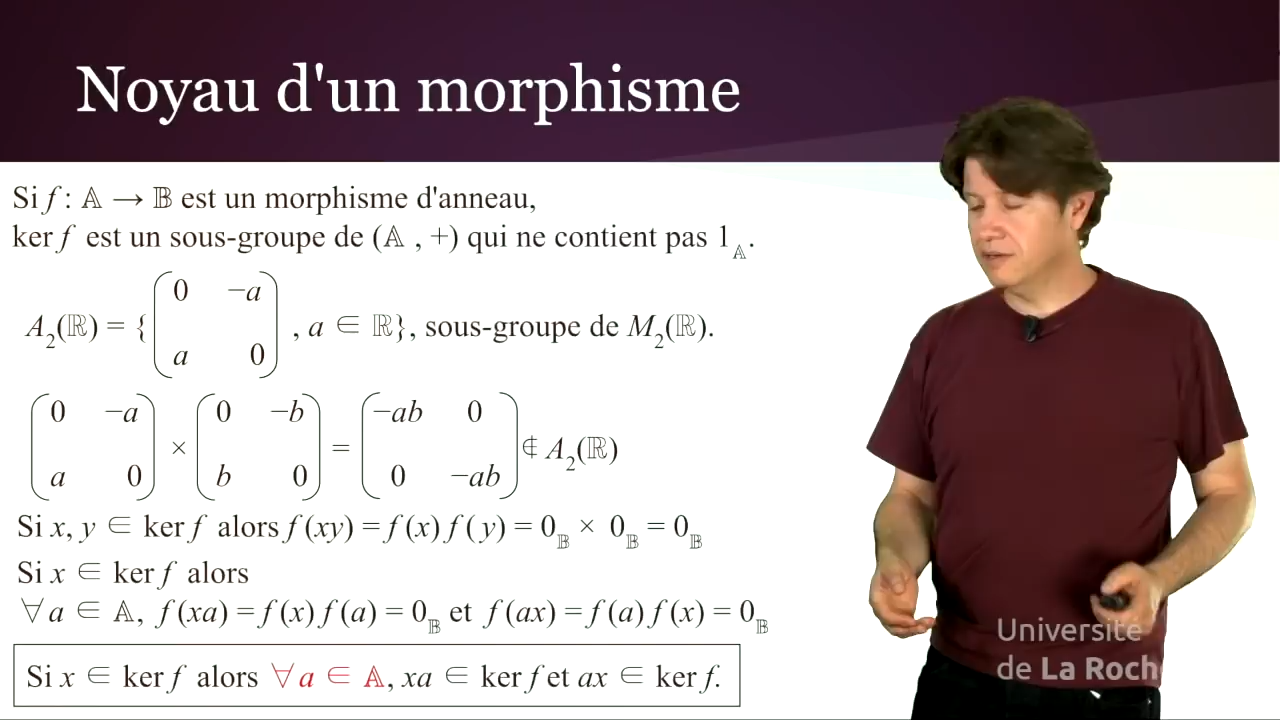 Noyau d'un morphisme
Si f : 𝔸 → 𝔹 est un morphisme d'anneau,
ker f est un sous-groupe de (𝔸 , +) qui ne contient pas 1_𝔸.
A₂(ℝ) = { ( 0 −a ; a 0 ) , a ∈ ℝ}, sous-groupe de M₂(ℝ).
( 0 −a ; a 0 ) × ( 0 −b ; b 0 ) = ( −ab 0 ; 0 −ab ) ∉ A₂(ℝ)
Si x, y ∈ ker f alors f (xy) = f (x) f (y) = 0_𝔹 × 0_𝔹 = 0_𝔹
Si x ∈ ker f alors
∀ a ∈ 𝔸, f (xa) = f (x) f (a) = 0_𝔹 et f (ax) = f (a) f (x) = 0_𝔹
Si x ∈ ker f alors ∀ a ∈ 𝔸, xa ∈ ker f et ax ∈ ker f.
Université
de La Roch